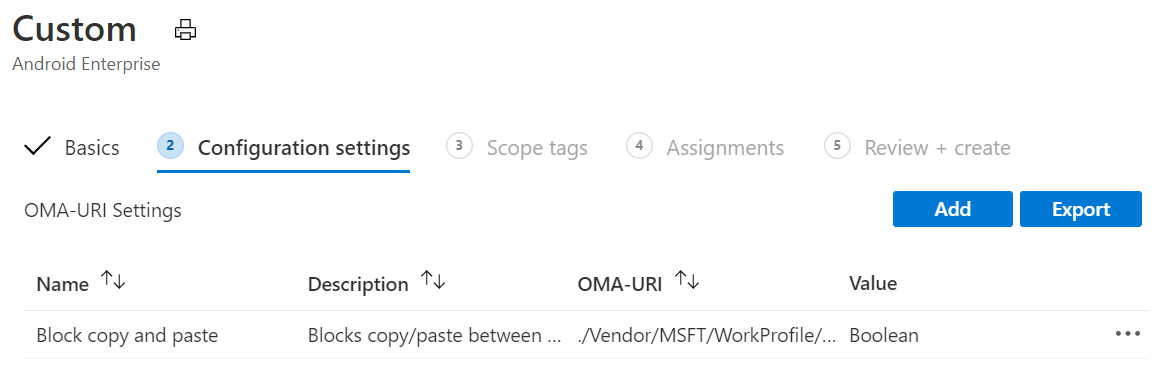 Custom
Android Enterprise
Basics 2 Configuration settings 3 Scope tags 4 Assignments 5 Review + create
OMA-URI Settings Add Export
Name Description OMA-URI Value
Block copy and paste Blocks copy/paste between ... ./Vendor/MSFT/WorkProfile/... Boolean